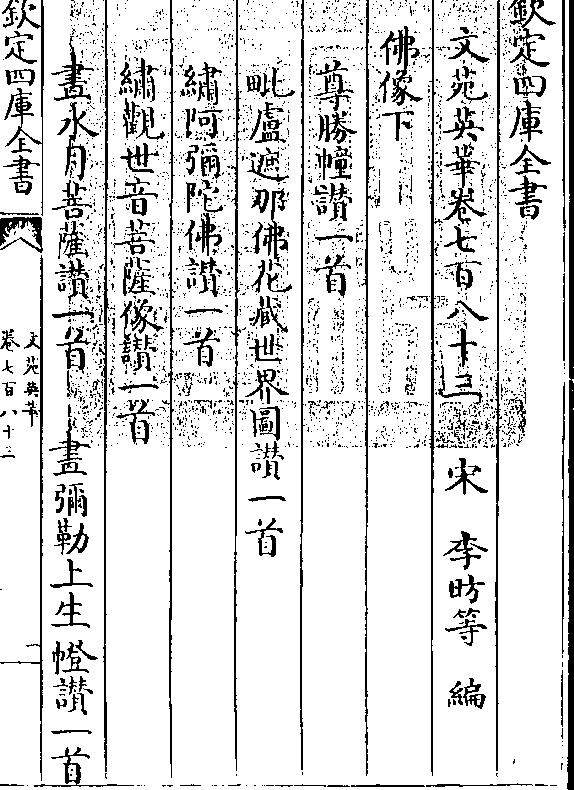 欽定四庫全書
文苑英華卷七百八十三 宋 李昉等 編
佛像下
尊勝幢讚一首
毗盧遮那佛花藏世界圖讚一首
繡阿彌陀佛讚一首
繡觀世音菩薩像讚一首
畫水月菩薩讚一首 畫彌勒上生幀讚一首
欽定四庫全書
文苑英華
卷七百八十三
一